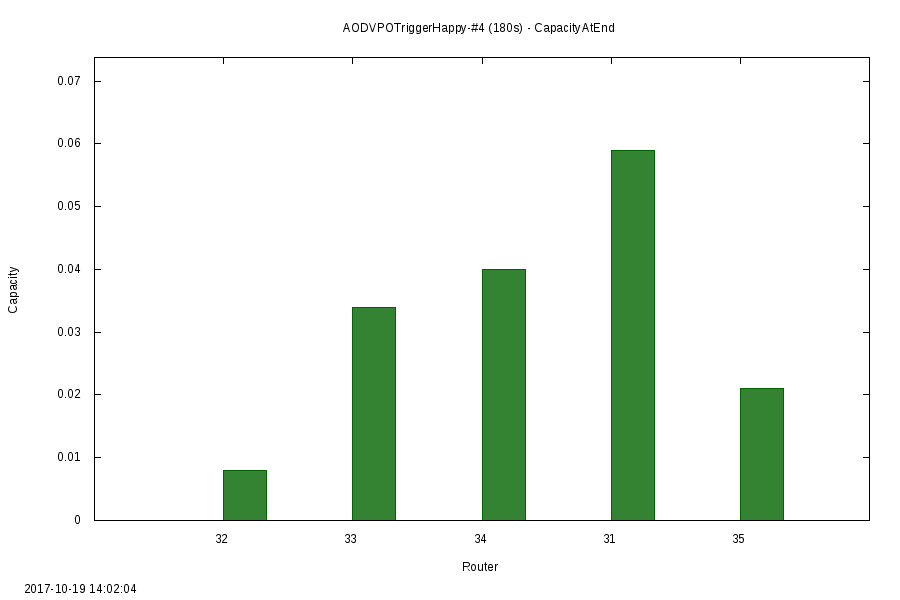 AODVPOTriggerHappy-#4 (180s) - CapacityAtEnd
0.07
0.06
0.05
0.04
0.03
0.02
0.01
0
Capacity
32 33 34 31 35
Router
2017-10-19 14:02:04